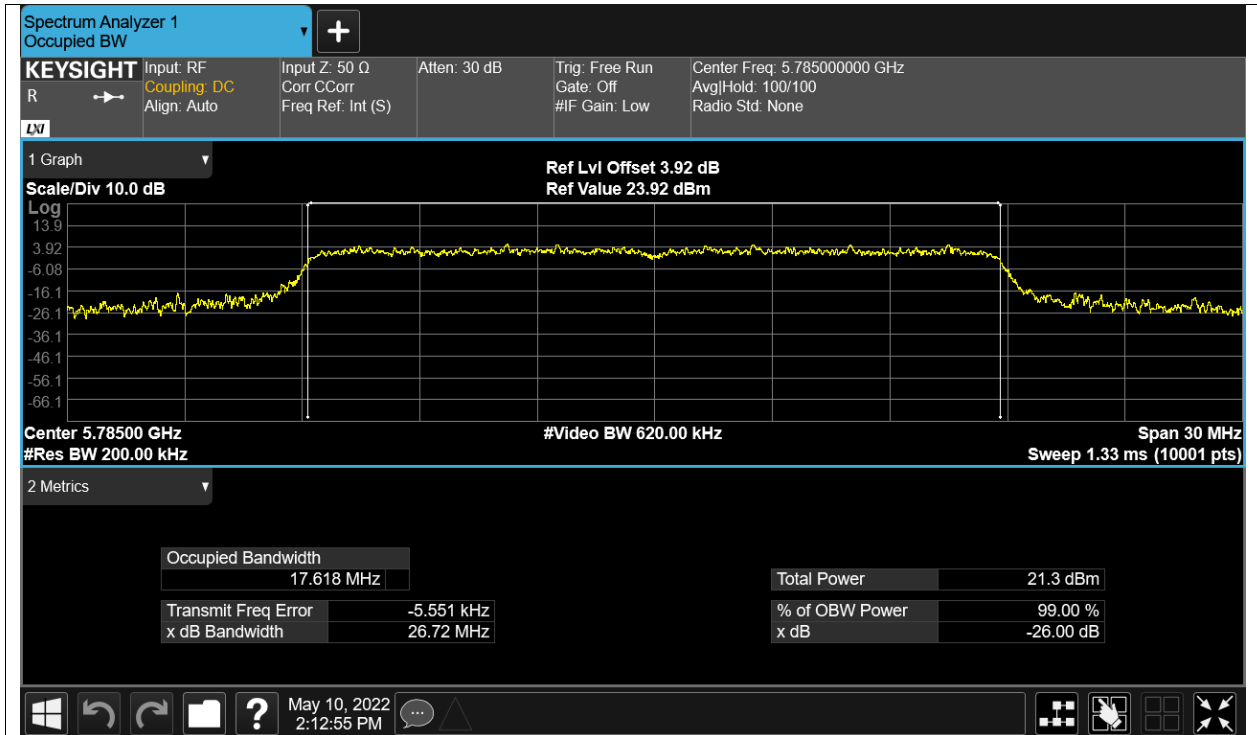 Spectrum Analyzer 1
Occupied BW
KEYSIGHT
R
LXI
Input: RF
Coupling: DC
Align: Auto
Input Z: 50 Ω
Corr CCorr
Freq Ref: Int (S)
Atten: 30 dB
Trig: Free Run
Gate: Off
#IF Gain: Low
Center Freq: 5.785000000 GHz
Avg|Hold: 100/100
Radio Std: None
1 Graph
Scale/Div 10.0 dB
Ref Lvl Offset 3.92 dB
Ref Value 23.92 dBm
Log
13.9
3.92
-6.08
-16.1
-26.1
-36.1
-46.1
-56.1
-66.1
Center 5.78500 GHz
#Video BW 620.00 kHz
Span 30 MHz
#Res BW 200.00 kHz
Sweep 1.33 ms (10001 pts)
2 Metrics
Occupied Bandwidth
17.618 MHz
Total Power 21.3 dBm
Transmit Freq Error -5.551 kHz
% of OBW Power 99.00 %
x dB Bandwidth 26.72 MHz
x dB -26.00 dB
?
May 10, 2022
2:12:55 PM